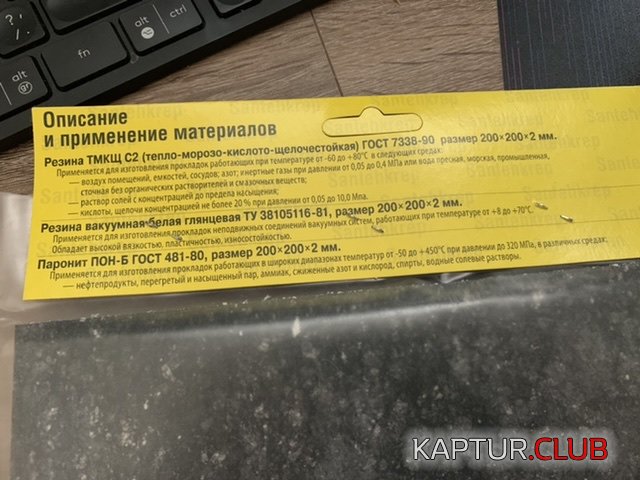 ? /
,
alt
ctrl
fn
alt
gr
Santehkrep
Описание
и применение материалов
Резина ТМКЩ С2 (тепло-морозо-кислото-щелочестойкая) ГОСТ 7338-90 размер 200×200×2 мм.
Применяется для изготовления прокладок работающих при температуре от -60 до +80°С в следующих средах:
— воздух помещений, емкостей, сосудов; азот; инертные газы при давлении от 0,05 до 0,4 МПа или вода пресная, морская, промышленная,
сточная без органических растворителей и смазочных веществ;
— раствор солей с концентрацией до предела насыщения;
— кислоты, щелочи концентрацией не более 20 % при давлении от 0,05 до 10,0 Мпа.
Резина вакуумная белая глянцевая ТУ 38105116-81, размер 200×200×2 мм.
Применяется для изготовления прокладок неподвижных соединений вакуумных систем, работающих при температуре от +8 до +70°С.
Обладает высокой вязкостью, пластичностью, износостойкостью.
Паронит ПОН-Б ГОСТ 481-80, размер 200×200×2 мм.
Применяется для изготовления прокладок работающих в широких диапазонах температур от -50 до +450°С при давлении до 320 МПа, в различных средах:
— нефтепродукты, перегретый и насыщенный пар, аммиак, сжиженные азот и кислород, спирты, водные солевые растворы.
KAPTUR.CLUB